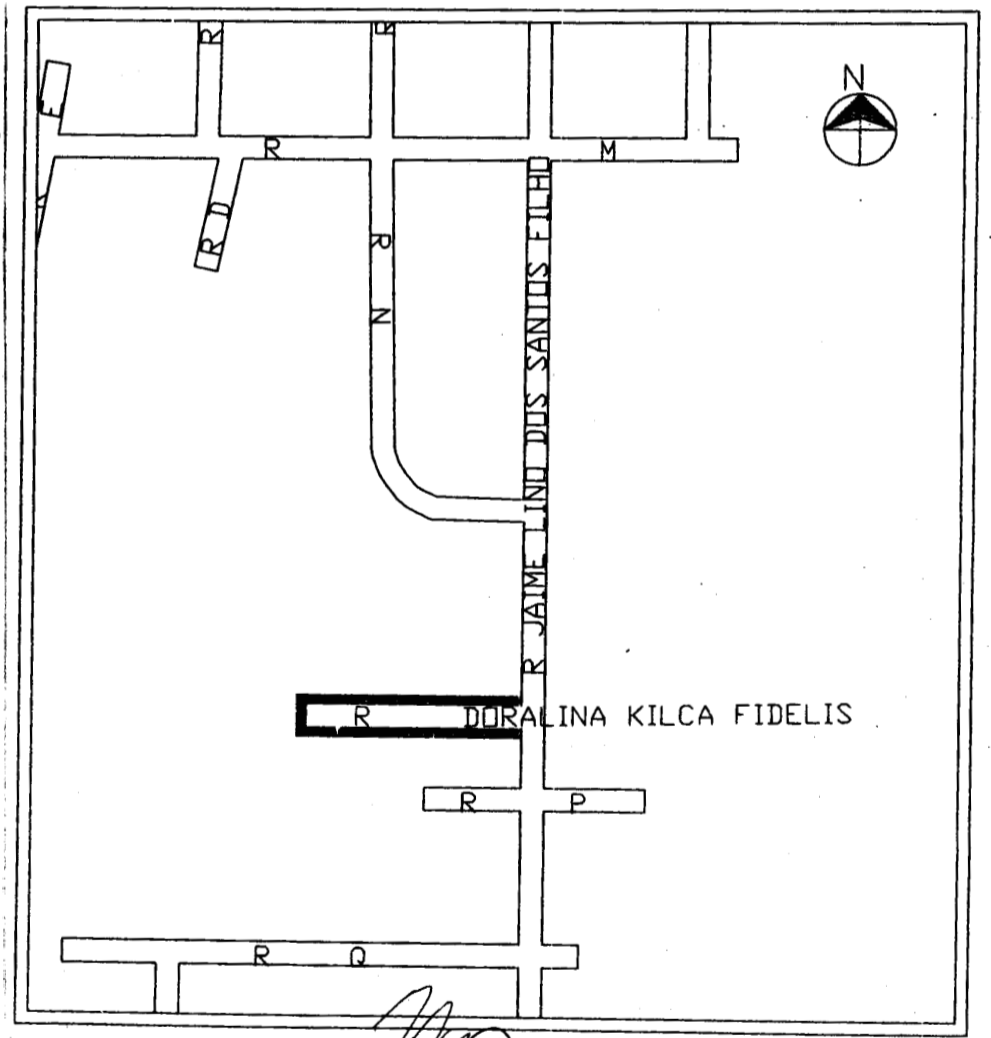 R
B
N
E
R M
R D
R N
R JAIME LINO DOS SANTOS FILHO
R DORALINA KILCA FIDELIS
R P
R Q